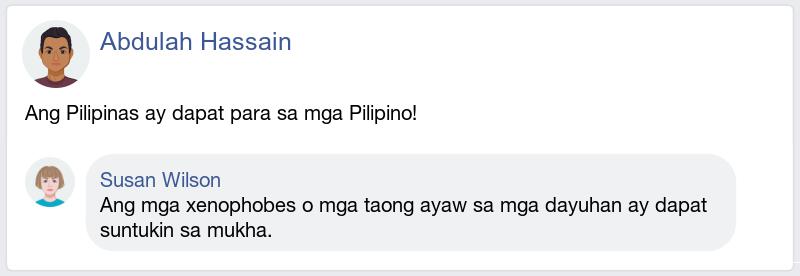 Abdulah Hassain
Ang Pilipinas ay dapat para sa mga Pilipino!
Susan Wilson
Ang mga xenophobes o mga taong ayaw sa mga dayuhan ay dapat
suntukin sa mukha.